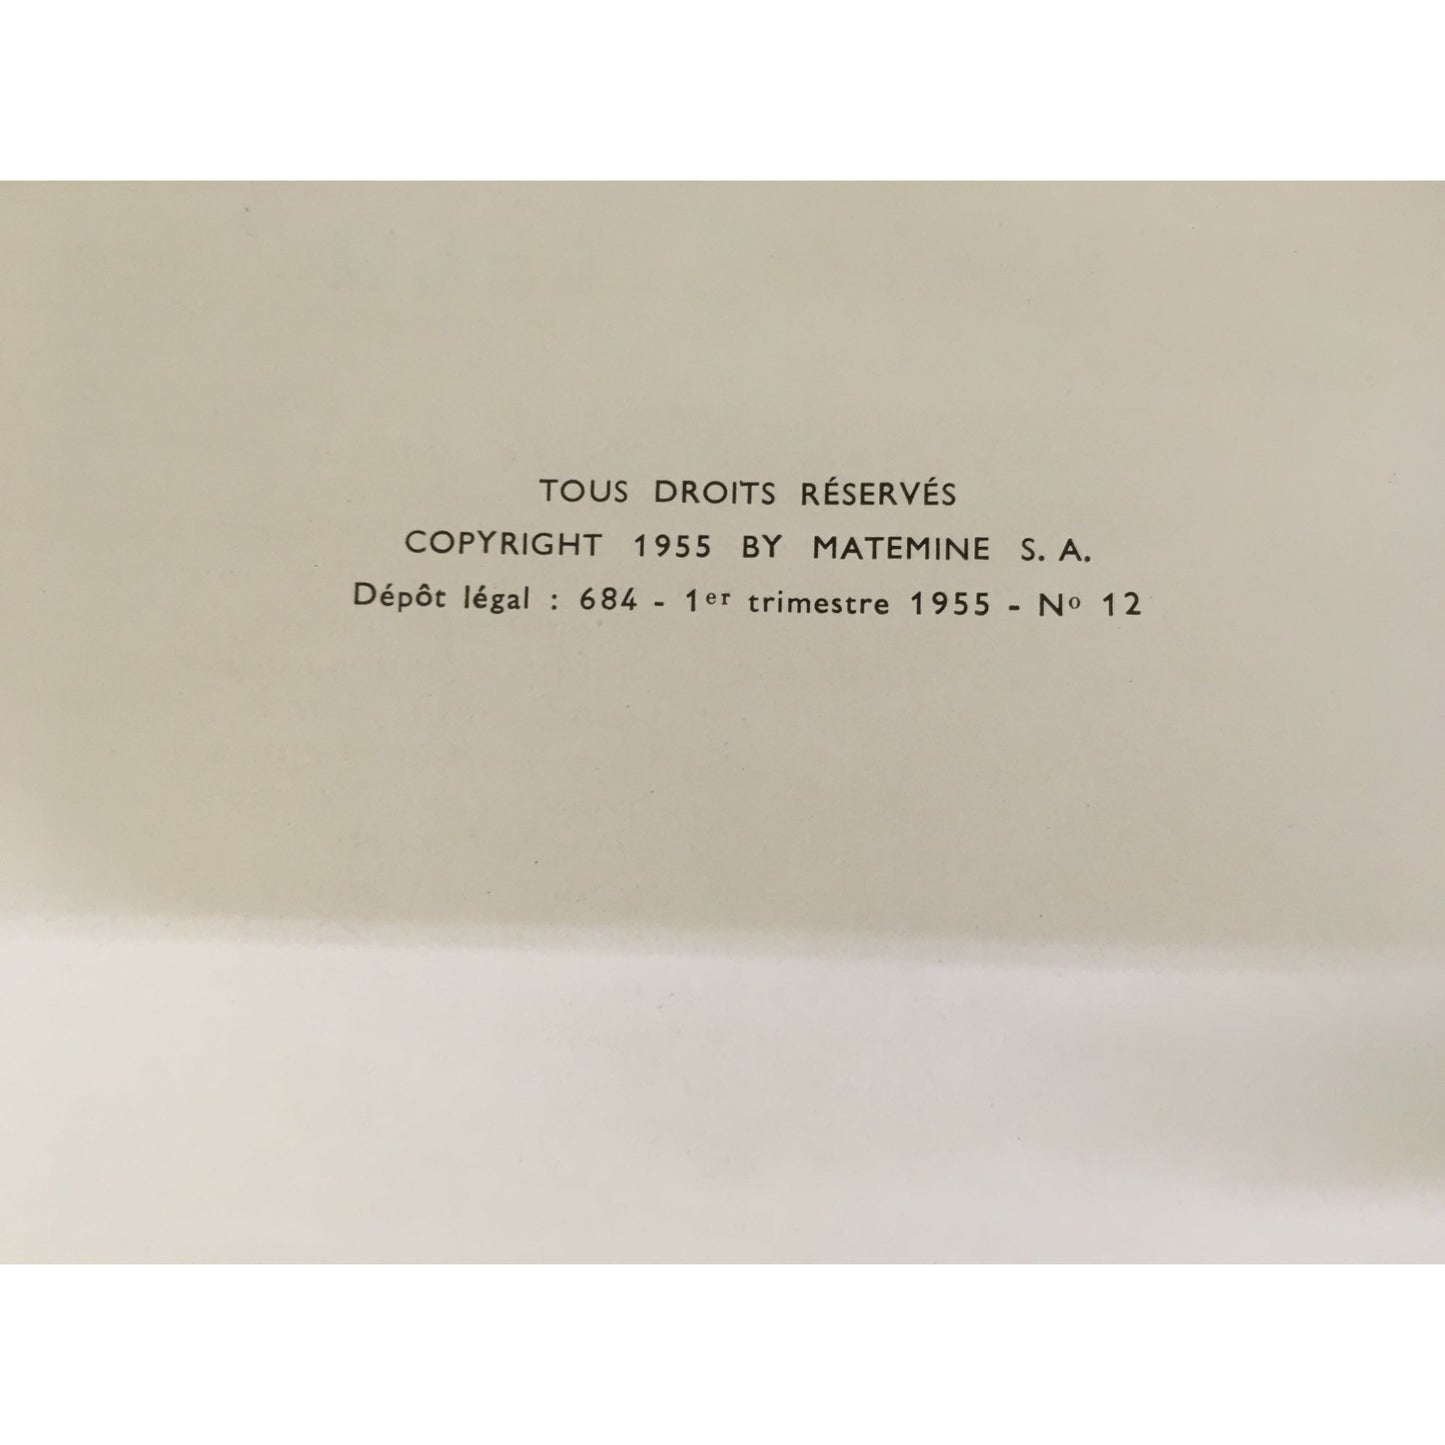 TOUS DROITS RÉSERVÉS
COPYRIGHT 1955 BY MATEMINE S. A.
Dépôt légal : 684 - 1er trimestre 1955 - Nº 12